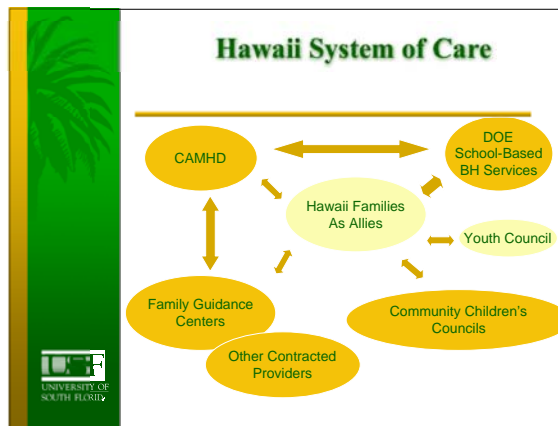 Hawaii System of Care
CAMHD
DOE
School-Based
BH Services
Hawaii Families
As Allies
Youth Council
Family Guidance
Centers
Community Children's
Councils
Other Contracted
Providers
UNIVERSITY OF
SOUTH FLORIDA